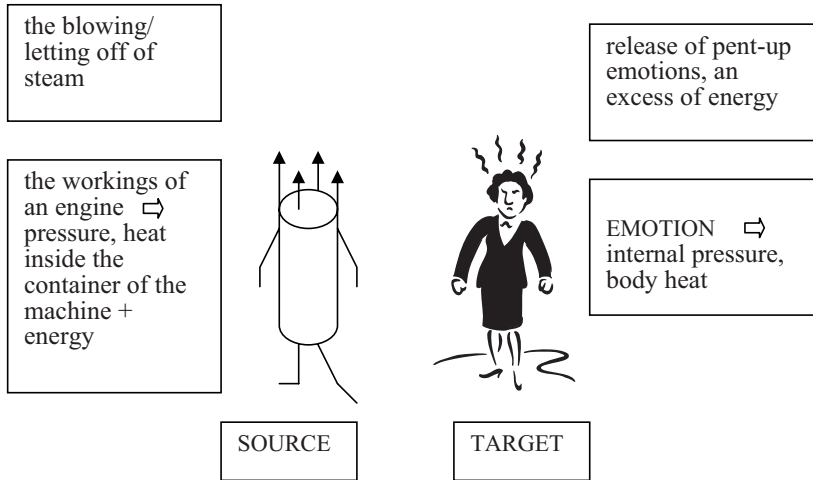 the blowing/
letting off of
steam
release of pent-up
emotions, an
excess of energy
the workings of
an engine ⇨
pressure, heat
inside the
container of the
machine +
energy
EMOTION ⇨
internal pressure,
body heat
SOURCE
TARGET